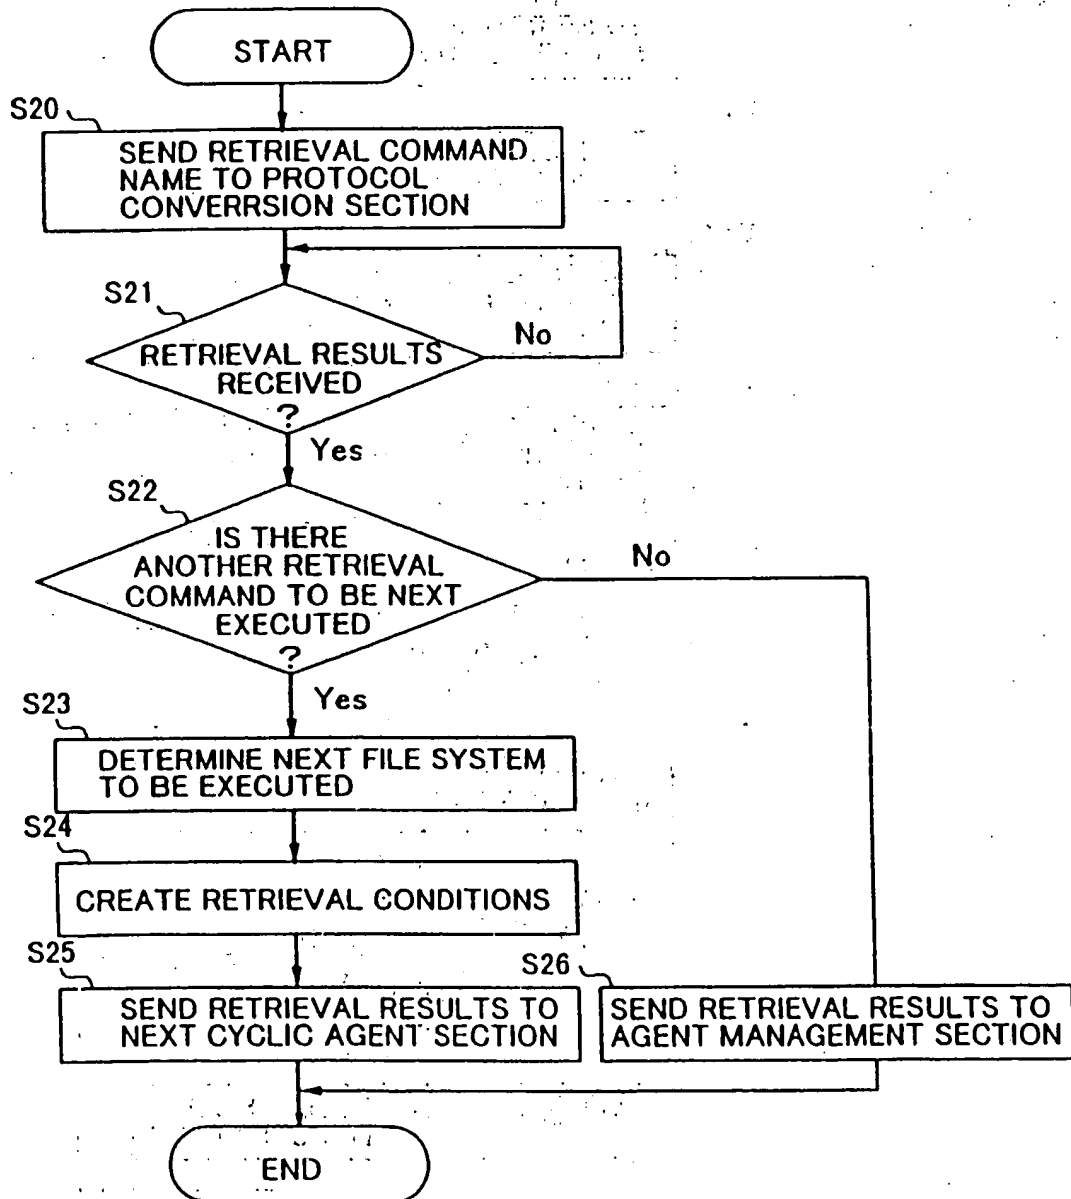 START
S20
SEND RETRIEVAL COMMAND
NAME TO PROTOCOL
CONVERRSION SECTION
S21
RETRIEVAL RESULTS
RECEIVED
?
No
Yes
S22
IS THERE
ANOTHER RETRIEVAL
COMMAND TO BE NEXT
EXECUTED
?
No
Yes
S23
DETERMINE NEXT FILE SYSTEM
TO BE EXECUTED
S24
CREATE RETRIEVAL CONDITIONS
S25
SEND RETRIEVAL RESULTS TO
NEXT CYCLIC AGENT SECTION
S26
SEND RETRIEVAL RESULTS TO
AGENT MANAGEMENT SECTION
END